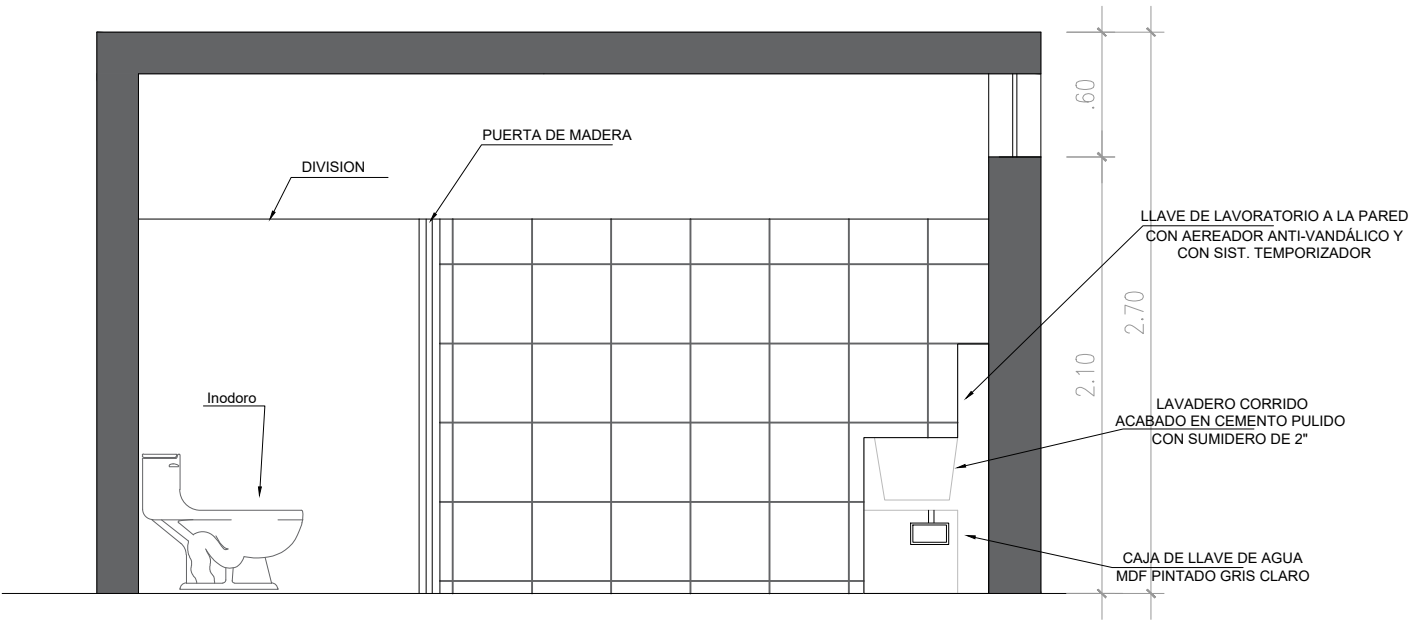 .60
PUERTA DE MADERA
DIVISION
LLAVE DE LAVORATORIO A LA PARED
CON AEREADOR ANTI-VANDÁLICO Y
CON SIST. TEMPORIZADOR
2.70
2.10
Inodoro
LAVADERO CORRIDO
ACABADO EN CEMENTO PULIDO
CON SUMIDERO DE 2"
CAJA DE LLAVE DE AGUA
MDF PINTADO GRIS CLARO